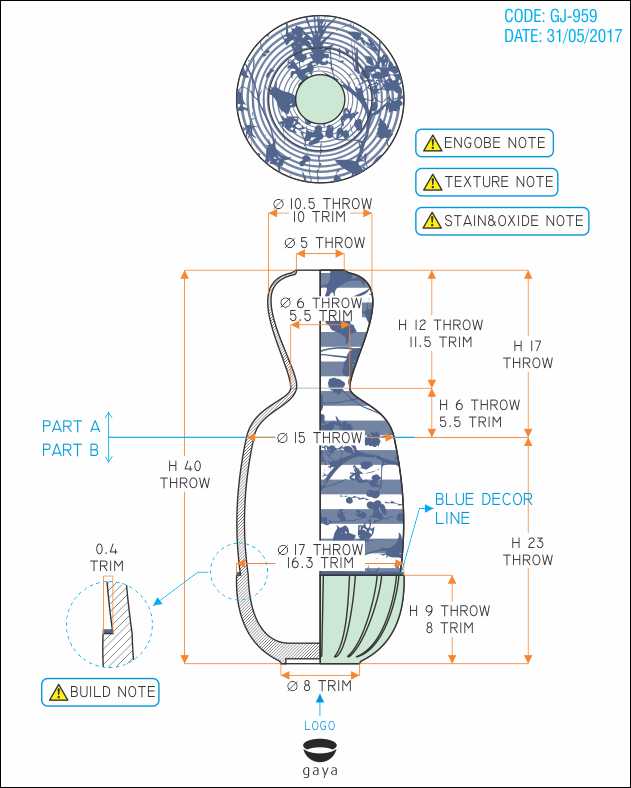 CODE: GJ-959
DATE: 31/05/2017
ENGOBE NOTE
TEXTURE NOTE
STAIN&OXIDE NOTE
Ø 10.5 THROW
10 TRIM
Ø 5 THROW
Ø 6 THROW
5.5 TRIM
H 12 THROW
11.5 TRIM
H 17
THROW
H 6 THROW
5.5 TRIM
PART A
PART B
Ø 15 THROW
H 40
THROW
BLUE DECOR
LINE
Ø 17 THROW
16.3 TRIM
H 23
THROW
0.4
TRIM
H 9 THROW
8 TRIM
BUILD NOTE
Ø 8 TRIM
LOGO
gaya